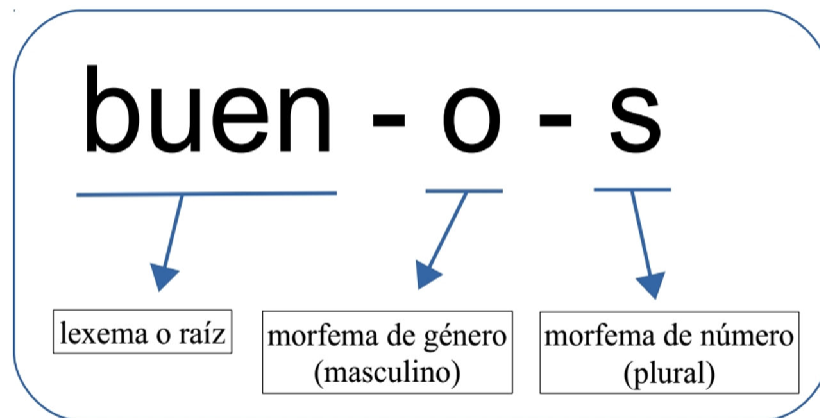 buen - o - s
lexema o raíz
morfema de género
(masculino)
morfema de número
(plural)